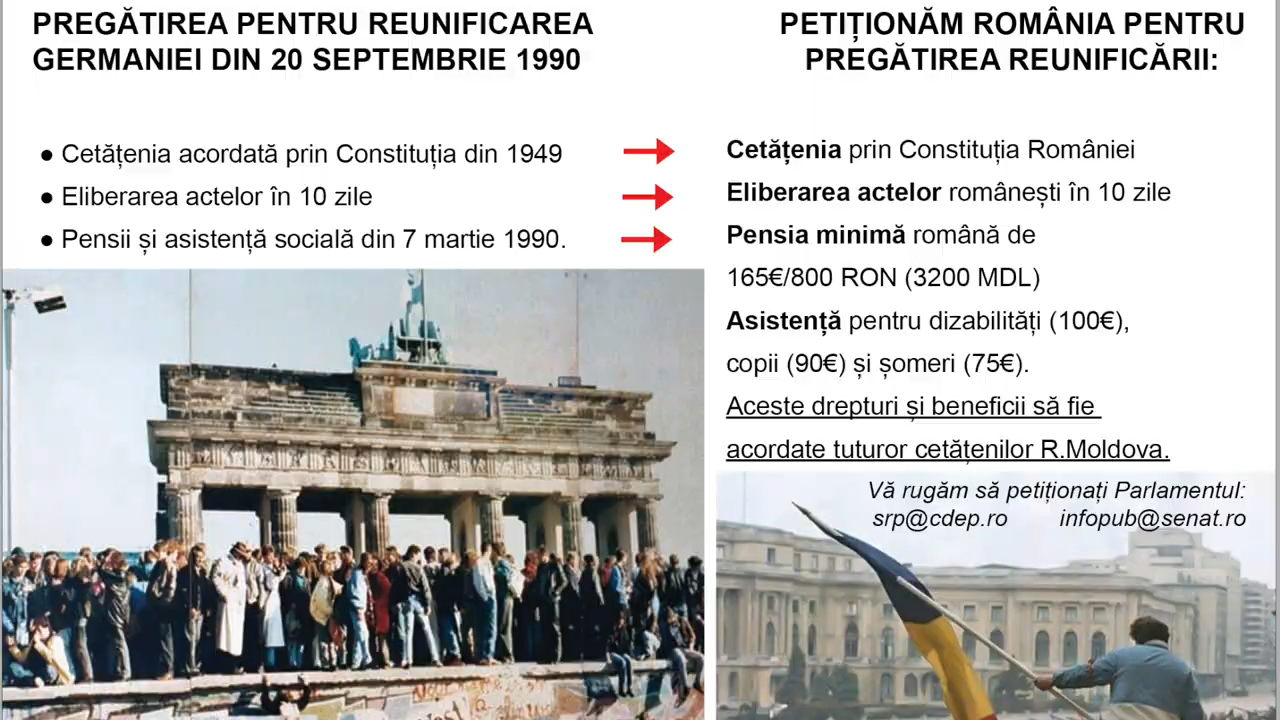 PREGĂTIREA PENTRU REUNIFICAREA
GERMANIEI DIN 20 SEPTEMBRIE 1990
● Cetățenia acordată prin Constituția din 1949
● Eliberarea actelor în 10 zile
● Pensii și asistență socială din 7 martie 1990.
PETIȚIONĂM ROMÂNIA PENTRU
PREGĂTIREA REUNIFICĂRII:
Cetățenia prin Constituția României
Eliberarea actelor românești în 10 zile
Pensia minimă română de
165€/800 RON (3200 MDL)
Asistență pentru dizabilități (100€),
copii (90€) și șomeri (75€).
Aceste drepturi și beneficii să fie
acordate tuturor cetățenilor R.Moldova.
Vă rugăm să petiționați Parlamentul:
srp@cdep.ro infopub@senat.ro